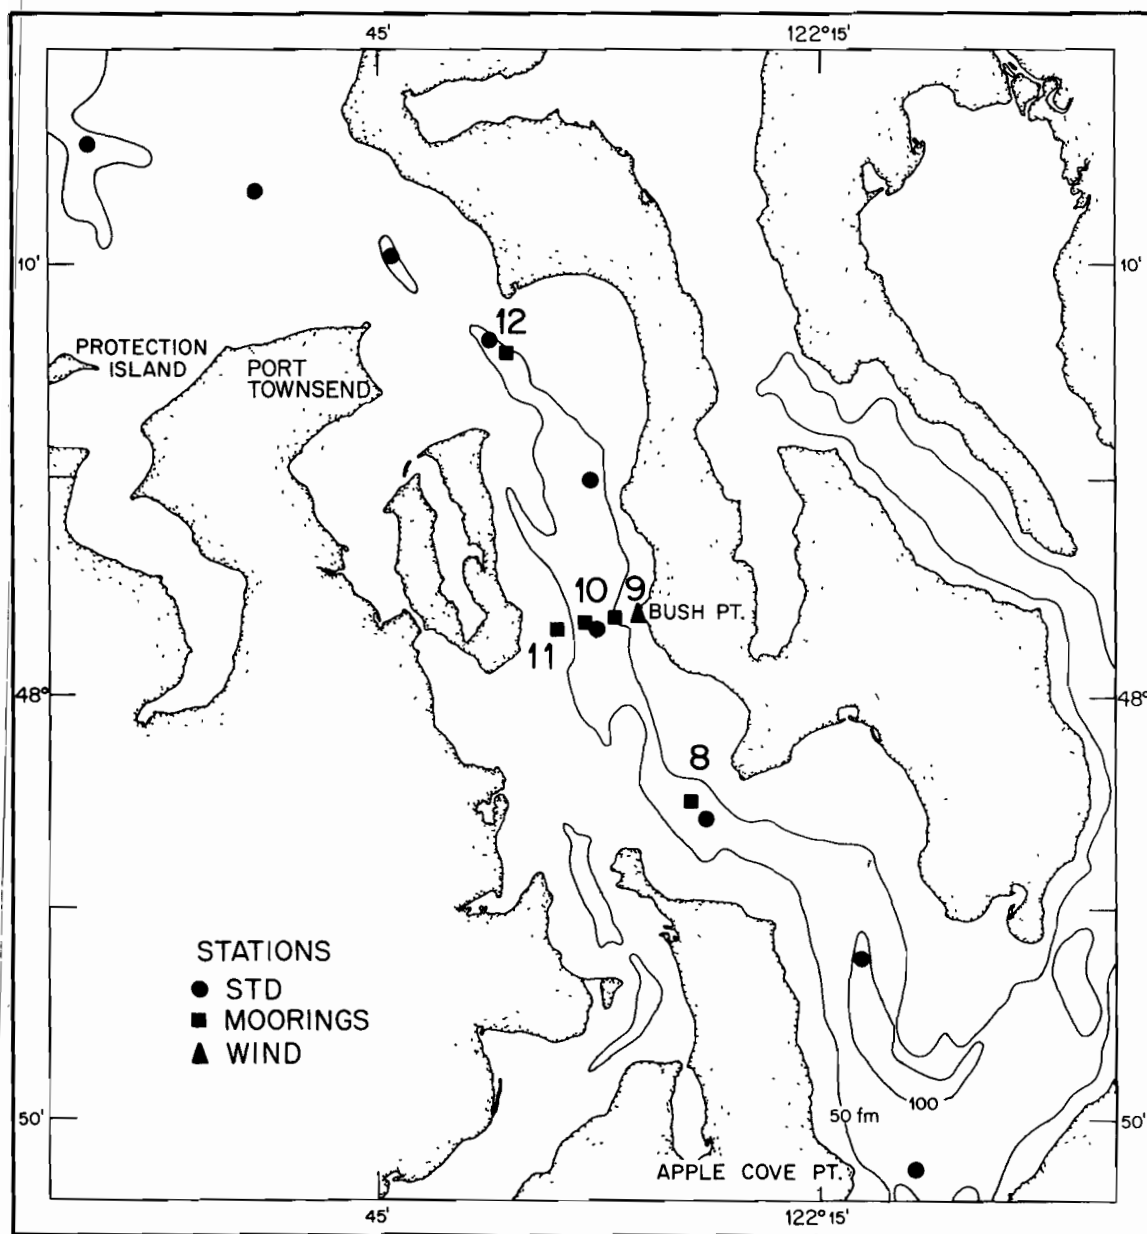 45'
122°15'
10'
10'
12
PROTECTION
ISLAND
PORT
TOWNSEND
10
9
BUSH PT.
11
48°
48°
8
STATIONS
STD
MOORINGS
WIND
100
50 fm
50'
50'
APPLE COVE PT.
45'
122°15'